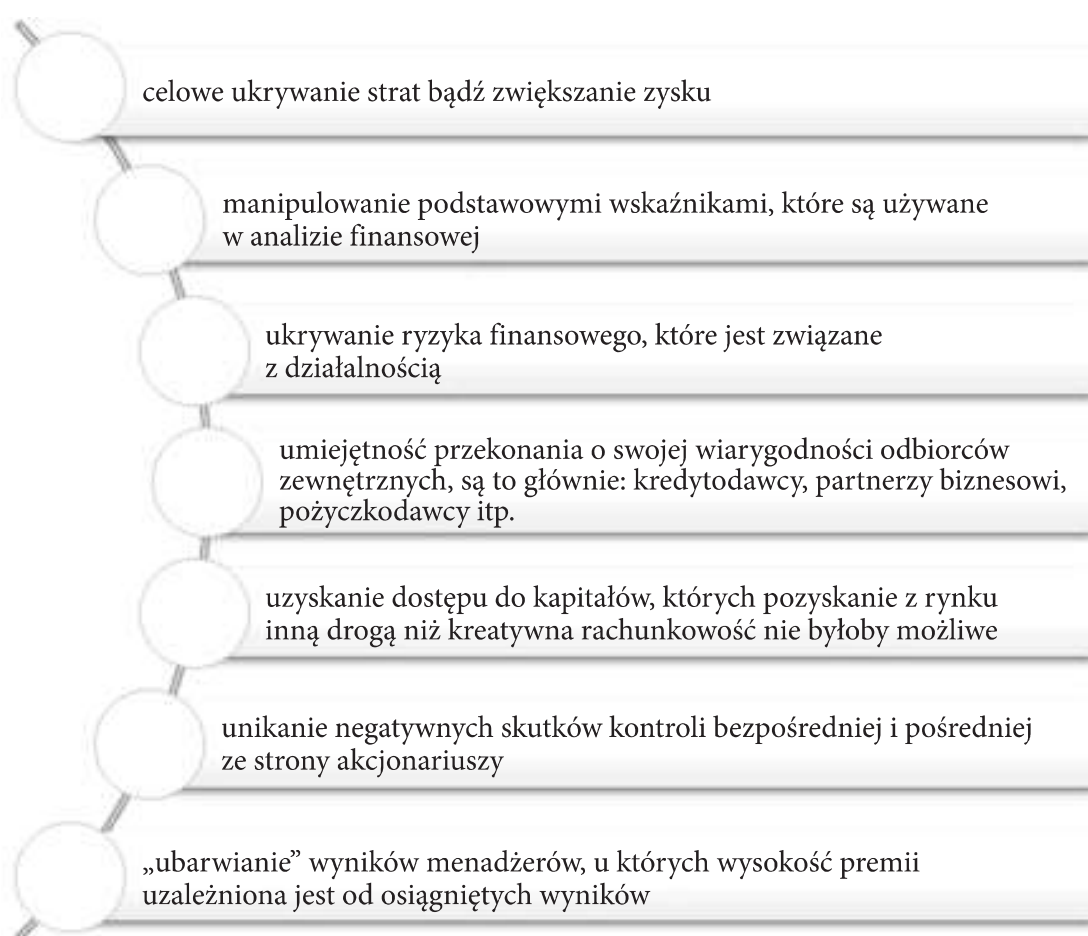 celowe ukrywanie strat bądź zwiększanie zysku
manipulowanie podstawowymi wskaźnikami, które są używane
w analizie finansowej
ukrywanie ryzyka finansowego, które jest związane
z działalnością
umiejętność przekonania o swojej wiarygodności odbiorców
zewnętrznych, są to głównie: kredytodawcy, partnerzy biznesowi,
pożyczkodawcy itp.
uzyskanie dostępu do kapitałów, których pozyskanie z rynku
inną drogą niż kreatywna rachunkowość nie byłoby możliwe
unikanie negatywnych skutków kontroli bezpośredniej i pośredniej
ze strony akcjonariuszy
„ubarwianie” wyników menadżerów, u których wysokość premii
uzależniona jest od osiągniętych wyników